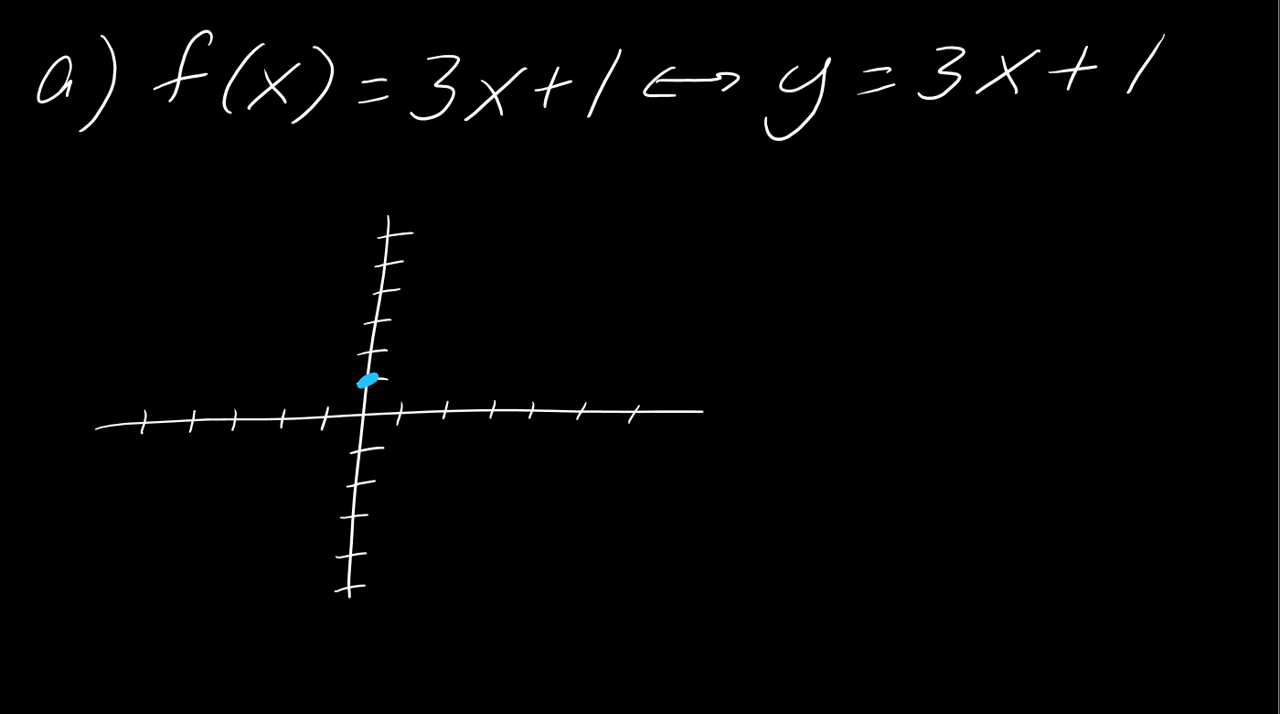 a) f(x) = 3x+1 ↔ y = 3x+1